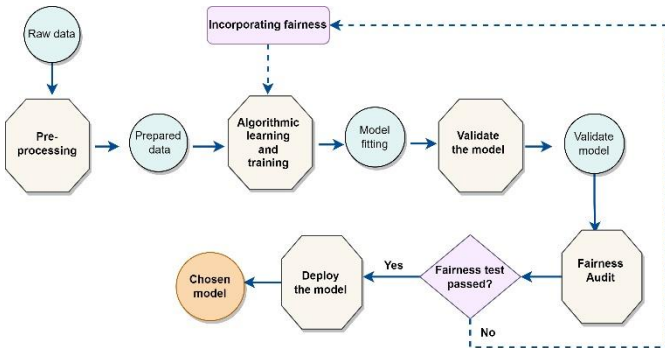 Raw data
Incorporating fairness
Pre-
processing
Prepared
data
Algorithmic
learning
and
training
Model
fitting
Validate
the model
Validate
model
Chosen
model
Deploy
the model
Yes
Fairness test
passed?
Fairness
Audit
No